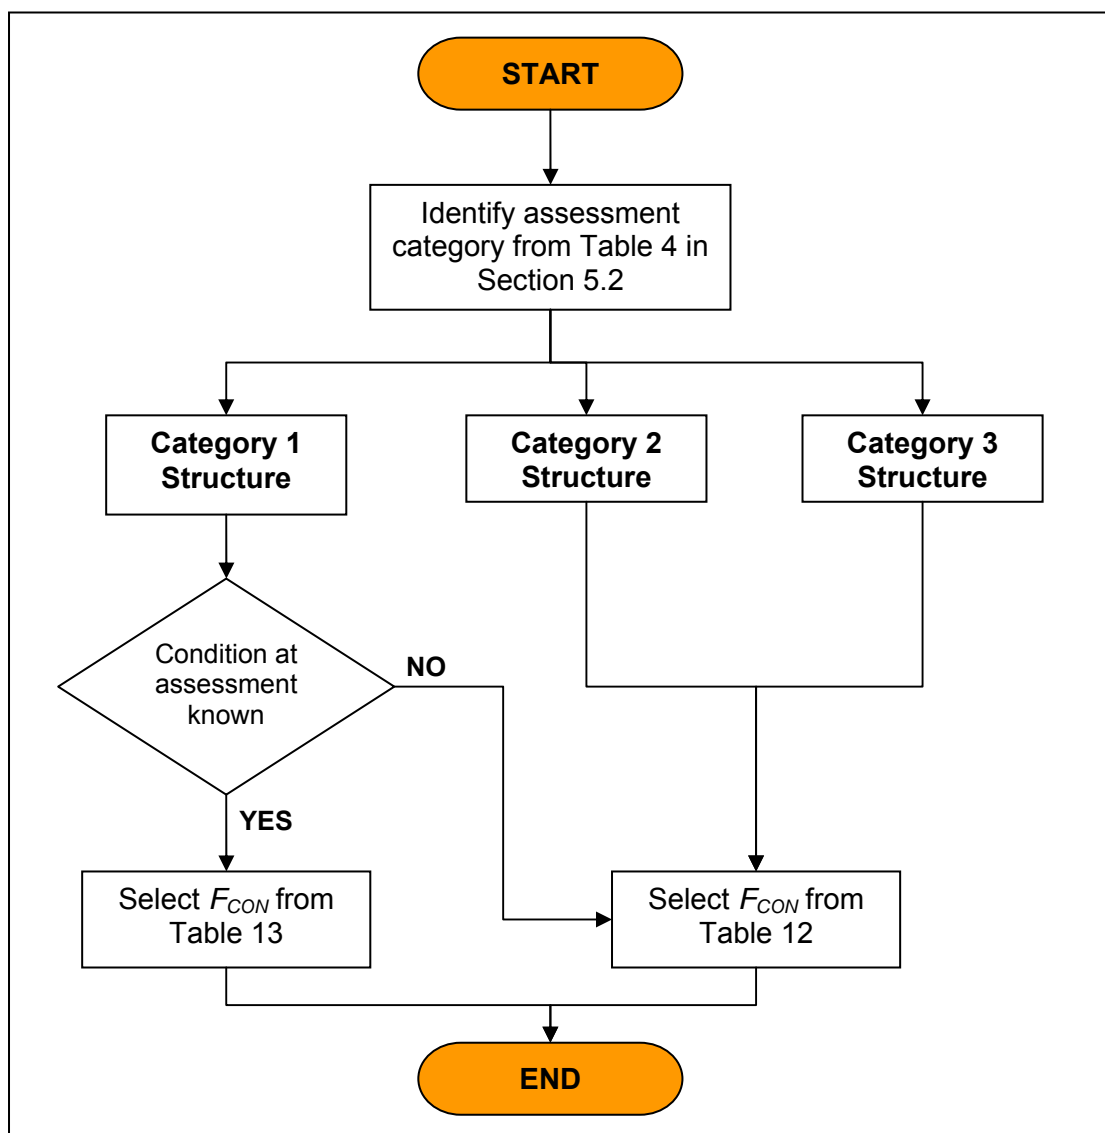 START
Identify assessment
category from Table 4 in
Section 5.2
Category 1
Structure
Category 2
Structure
Category 3
Structure
Condition at
assessment
known
NO
YES
Select FCON from
Table 13
Select FCON from
Table 12
END